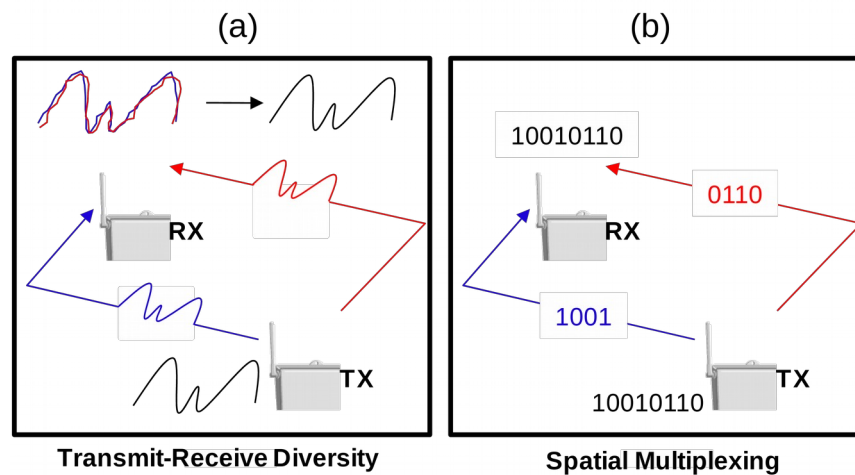 (a)
RX
TX
Transmit-Receive Diversity
(b)
10010110
0110
RX
1001
TX
10010110
Spatial Multiplexing